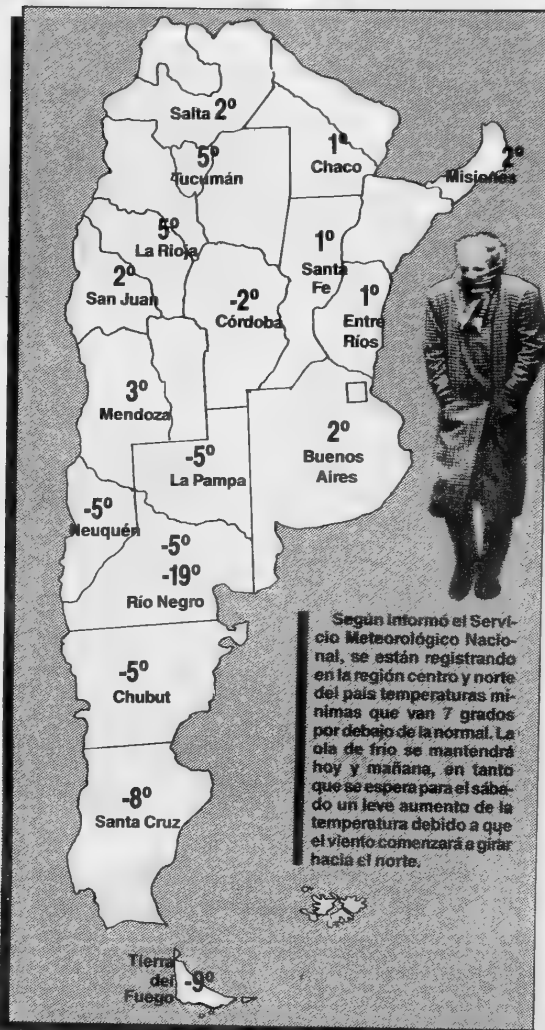 Salta 2º
5º
Tucumán
1º
Chaco
2º
Misiones
5º
La Rioja
2º
San Juan
-2º
Córdoba
1º
Santa
Fe
1º
Entre
Ríos
3º
Mendoza
-5º
La Pampa
2º
Buenos
Aires
-5º
Neuquén
-5º
-19º
Río Negro
-5º
Chubut
-8º
Santa Cruz
Tierra
del
Fuego
-9º
Según informó el Servi-
cio Meteorológico Nacio-
nal, se están registrando
en la región centro y norte
del país temperaturas mí-
nimas que van 7 grados
por debajo de la normal. La
ola de frío se mantendrá
hoy y mañana, en tanto
que se espera para el sába-
do un leve aumento de la
temperatura debido a que
el viento comenzará a girar
hacia el norte.